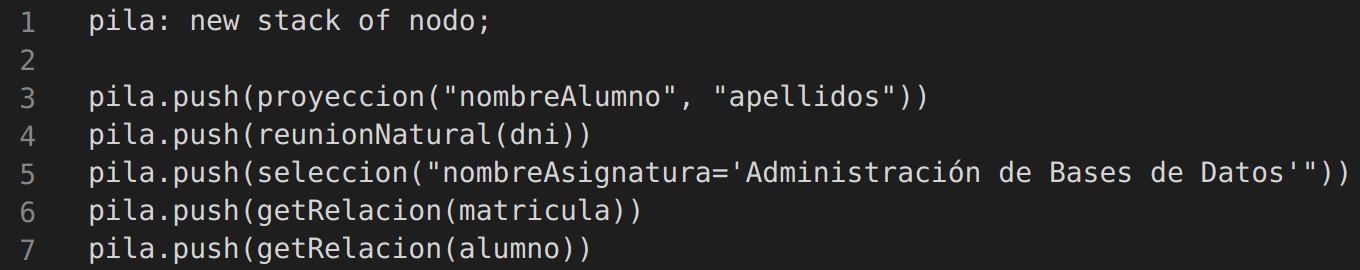 1 pila: new stack of nodo;
2
3 pila.push(proyeccion("nombreAlumno", "apellidos"))
4 pila.push(reunionNatural(dni))
5 pila.push(seleccion("nombreAsignatura='Administración de Bases de Datos'"))
6 pila.push(getRelacion(matricula))
7 pila.push(getRelacion(alumno))